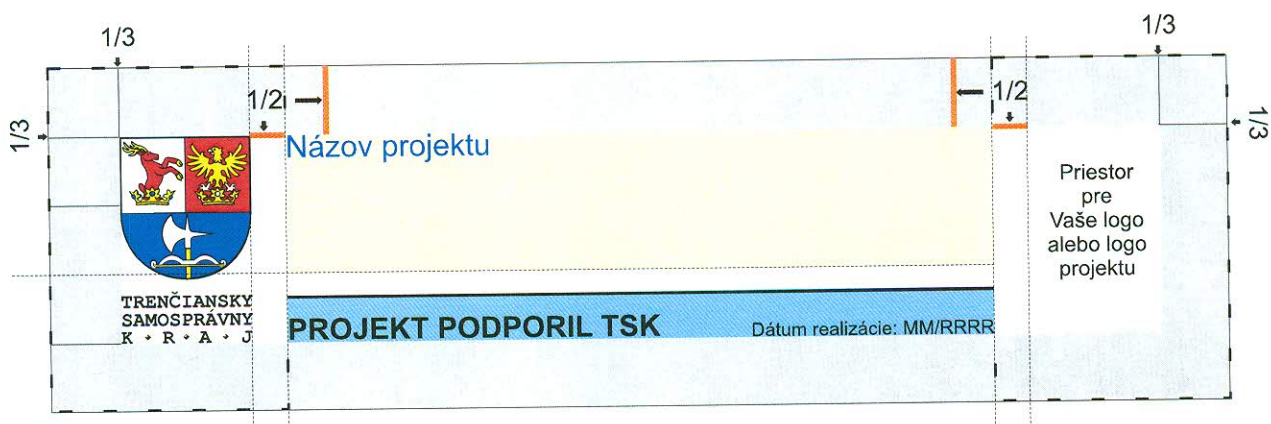 1/3
1/3
1/2
1/2
1/3
1/3
Názov projektu
Priestor
pre
Vaše logo
alebo logo
projektu
TRENČIANSKY
SAMOSPRÁVNY
K · R · A · J
PROJEKT PODPORIL TSK
Dátum realizácie: MM/RRRR